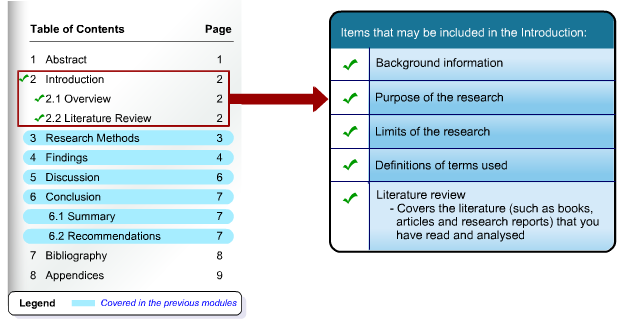 Table of Contents Page
1 Abstract 1
2 Introduction 2
2.1 Overview 2
2.2 Literature Review 2
3 Research Methods 3
4 Findings 4
5 Discussion 6
6 Conclusion 7
6.1 Summary 7
6.2 Recommendations 7
7 Bibliography 8
8 Appendices 9
Legend Covered in the previous modules
Items that may be included in the Introduction:
Background information
Purpose of the research
Limits of the research
Definitions of terms used
Literature review
- Covers the literature (such as books,
articles and research reports) that you
have read and analysed